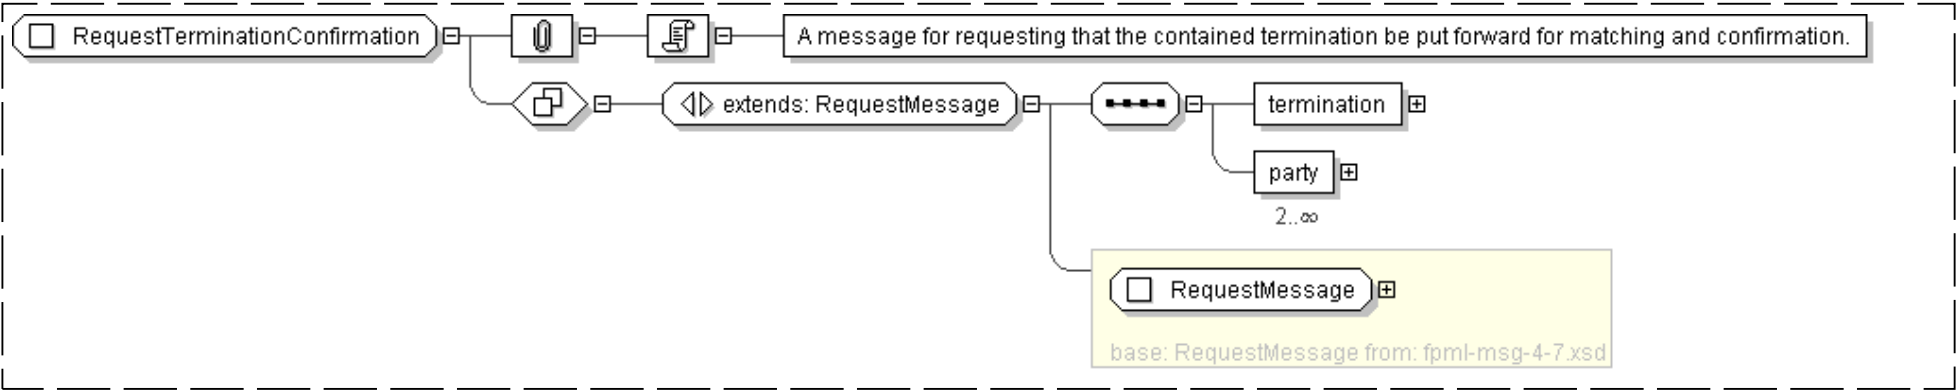 RequestTerminationConfirmation
A message for requesting that the contained termination be put forward for matching and confirmation.
extends: RequestMessage
termination
party
2..∞
RequestMessage
base: RequestMessage from: fpml-msg-4-7.xsd